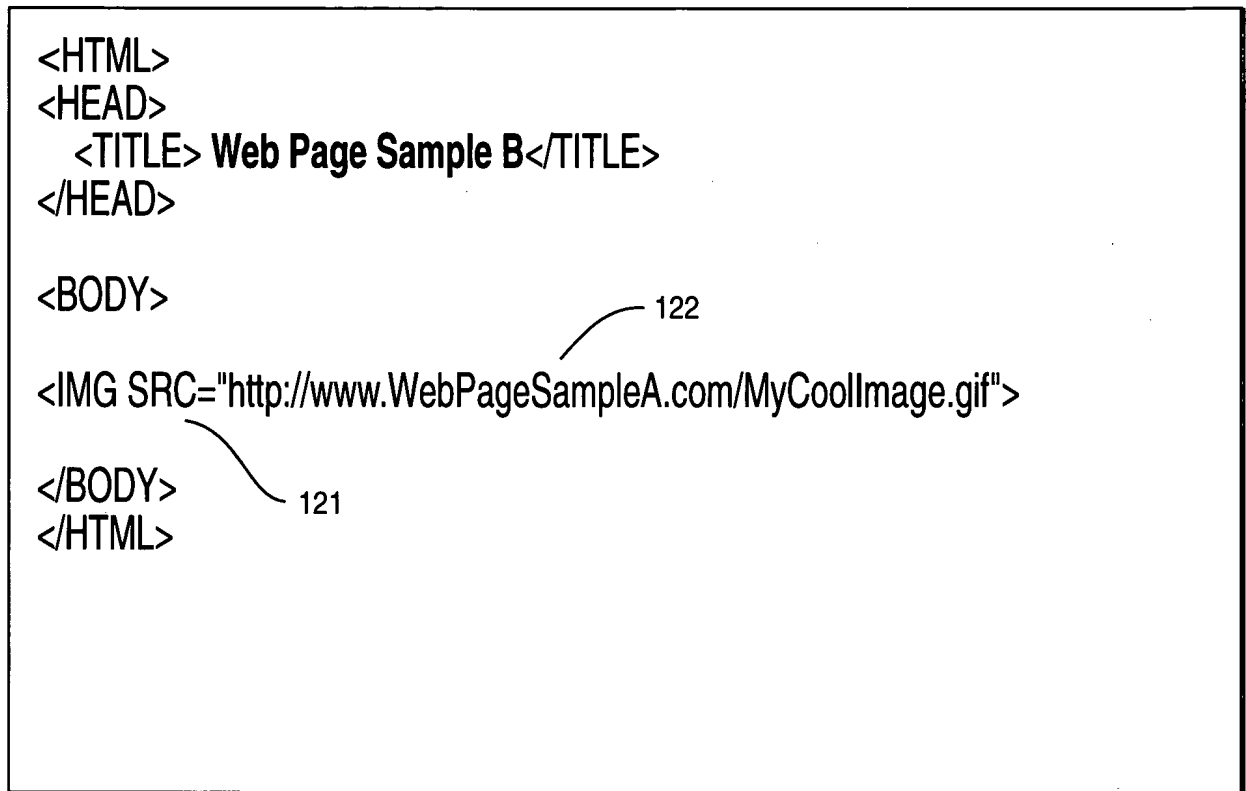 <HTML>
<HEAD>
<TITLE> Web Page Sample B</TITLE>
</HEAD>
<BODY>
122
<IMG SRC="http://www.WebPageSampleA.com/MyCoolImage.gif">
</BODY>
121
</HTML>